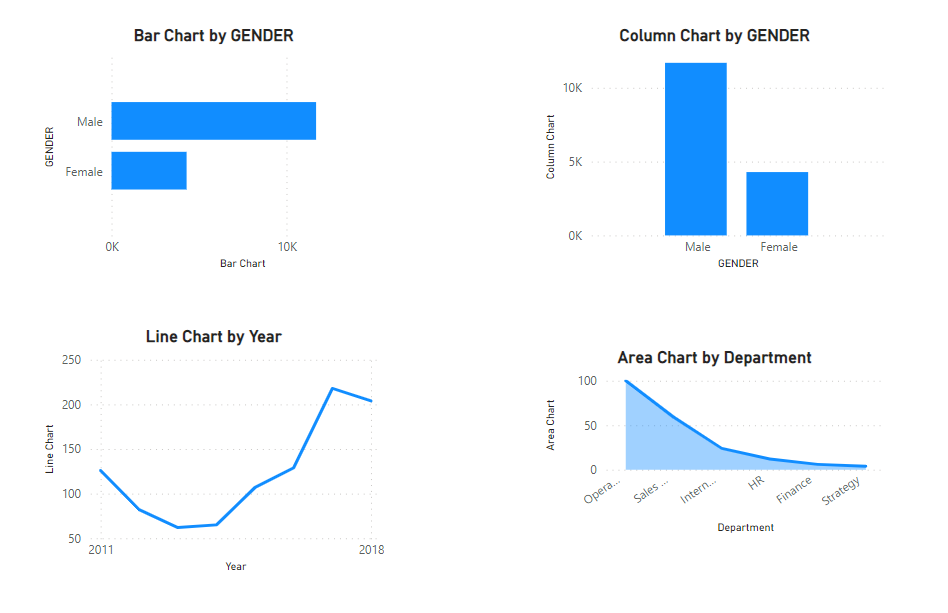 Bar Chart by GENDER
GENDER
Male
Female
0K
10K
Bar Chart
Column Chart by GENDER
Column Chart
10K
5K
0K
Male
Female
GENDER
Line Chart by Year
Line Chart
250
200
150
100
50
2011
2018
Year
Area Chart by Department
Area Chart
100
50
0
Opera...
Sales ...
Intern...
HR
Finance
Strategy
Department